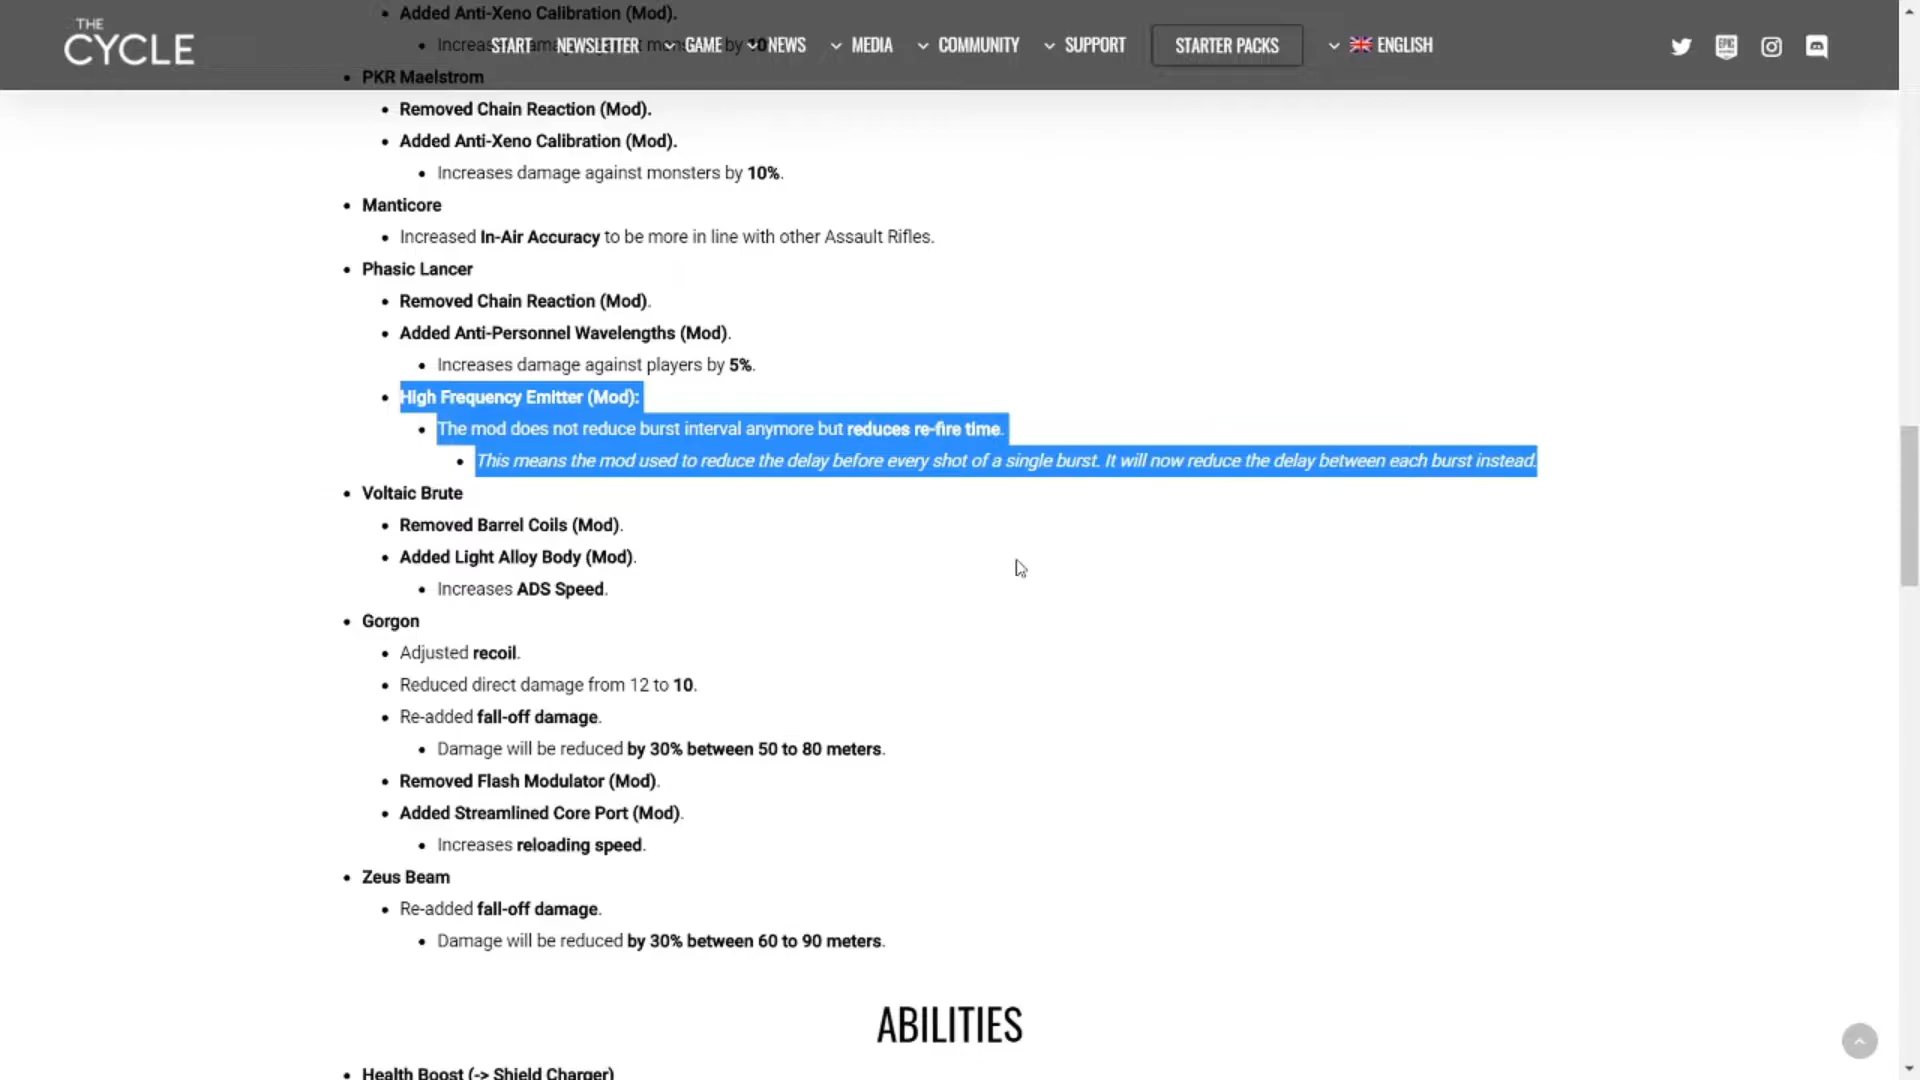 Added Anti-Xeno Calibration (Mod).
THE
CYCLE
START NEWSLETTER GAME NEWS MEDIA COMMUNITY SUPPORT STARTER PACKS ENGLISH
PKR Maelstrom
Removed Chain Reaction (Mod).
Added Anti-Xeno Calibration (Mod).
Increases damage against monsters by 10%.
Manticore
Increased In-Air Accuracy to be more in line with other Assault Rifles.
Phasic Lancer
Removed Chain Reaction (Mod).
Added Anti-Personnel Wavelengths (Mod).
Increases damage against players by 5%.
High Frequency Emitter (Mod):
The mod does not reduce burst interval anymore but reduces re-fire time.
This means the mod used to reduce the delay before every shot of a single burst. It will now reduce the delay between each burst instead.
Voltaic Brute
Removed Barrel Coils (Mod).
Added Light Alloy Body (Mod).
Increases ADS Speed.
Gorgon
Adjusted recoil.
Reduced direct damage from 12 to 10.
Re-added fall-off damage.
Damage will be reduced by 30% between 50 to 80 meters.
Removed Flash Modulator (Mod).
Added Streamlined Core Port (Mod).
Increases reloading speed.
Zeus Beam
Re-added fall-off damage.
Damage will be reduced by 30% between 60 to 90 meters.
ABILITIES
Health Boost (-> Shield Charger)